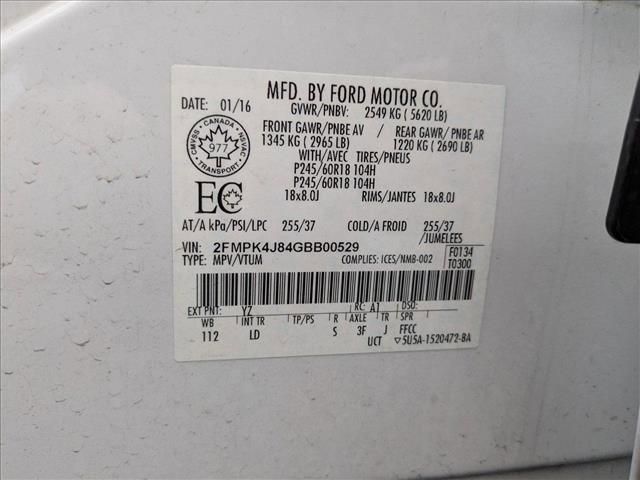 MFD. BY FORD MOTOR CO.
DATE: 01/16
GVWR/PNBV: 2549 KG ( 5620 LB)
FRONT GAWR/PNBE AV / REAR GAWR/ PNBE AR
1345 KG ( 2965 LB) 1220 KG ( 2690 LB)
WITH/AVEC TIRES/PNEUS
P245/60R18 104H
P245/60R18 104H
18x8.0J RIMS/JANTES 18x8.0J
CANADA
CMVSS NSVAC
977
TRANSPORT
EC
AT/A kPa/PSI/LPC 255/37 COLD/A FROID 255/37
/JUMELEES
VIN: 2FMPK4J84GBB00529
TYPE: MPV/VTUM COMPLIES: ICES/NMB-002
F0134
T0300
EXT PNT: YZ RC: A1 DSO:
WB INT TR TP/PS R AXLE TR SPR
112 LD S 3F J FFCC
UCT ▽5U5A-1520472-BA